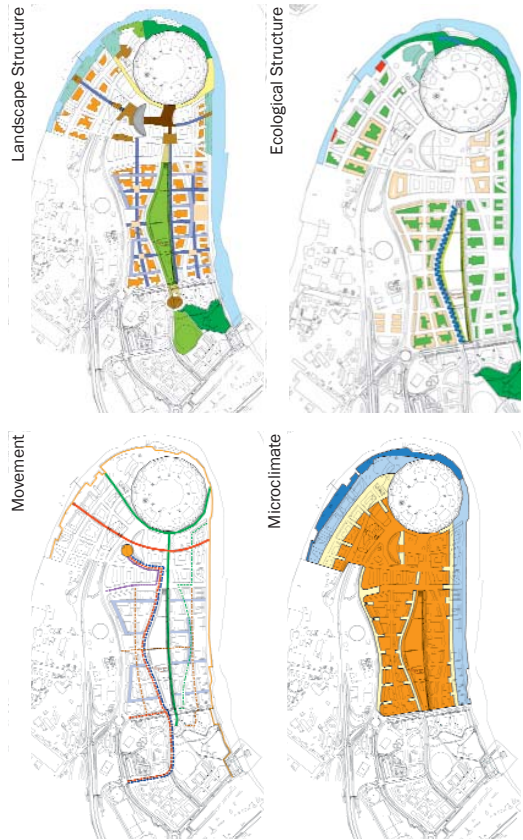 Landscape Structure
Ecological Structure
Movement
Microclimate